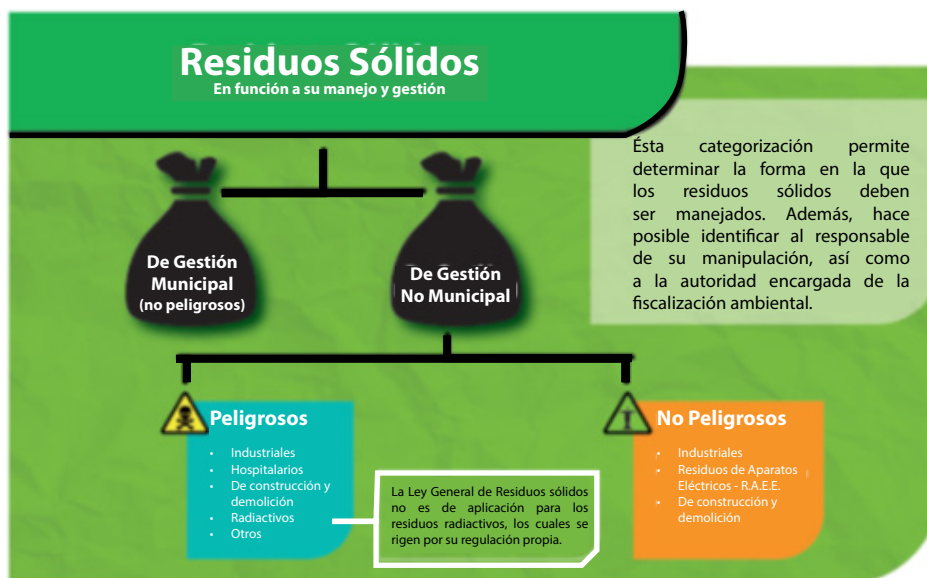 Residuos Sólidos
En función a su manejo y gestión
Ésta categorización permite
determinar la forma en la que
los residuos sólidos deben
ser manejados. Además, hace
posible identificar al responsable
de su manipulación, así como
a la autoridad encargada de la
fiscalización ambiental.
De Gestión
Municipal
(no peligrosos)
De Gestión
No Municipal
Peligrosos
• Industriales
• Hospitalarios
• De construcción y
demolición
• Radiactivos
• Otros
La Ley General de Residuos sólidos
no es de aplicación para los
residuos radiactivos, los cuales se
rigen por su regulación propia.
No Peligrosos
• Industriales
• Residuos de Aparatos
Eléctricos - R.A.E.E.
• De construcción y
demolición